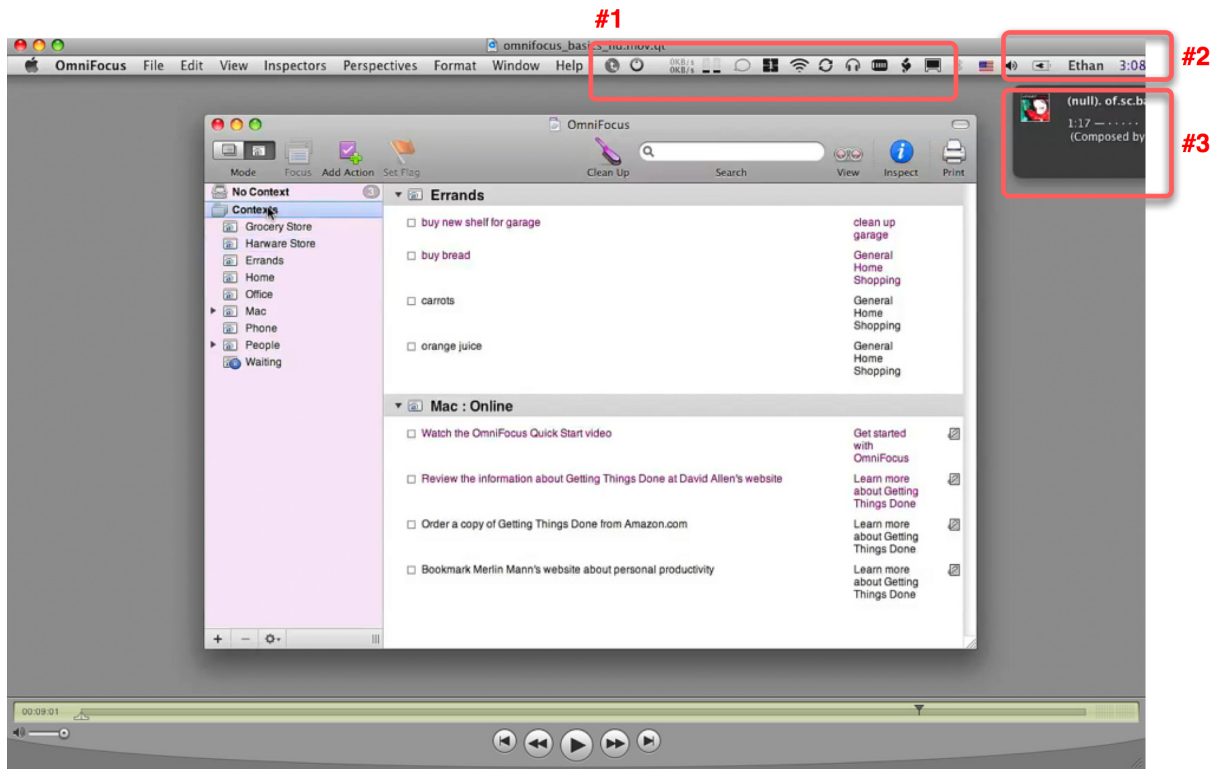 #1
omnifocus_basics_hd.mov.qt
OmniFocus File Edit View Inspectors Perspectives Format Window Help 0KB/s 0KB/s Ethan 3:08
#2
(null). of.sc.ba
1:17
(Composed by
#3
OmniFocus
Mode Focus Add Action Set Flag Clean Up Search View Inspect Print
No Context 3
Contexts
Grocery Store
Harware Store
Errands
Home
Office
Mac
Phone
People
Waiting
Errands
buy new shelf for garage
clean up
garage
buy bread
General
Home
Shopping
carrots
General
Home
Shopping
orange juice
General
Home
Shopping
Mac : Online
Watch the OmniFocus Quick Start video
Get started
with
OmniFocus
Review the information about Getting Things Done at David Allen's website
Learn more
about Getting
Things Done
Order a copy of Getting Things Done from Amazon.com
Learn more
about Getting
Things Done
Bookmark Merlin Mann's website about personal productivity
Learn more
about Getting
Things Done
00:09:01